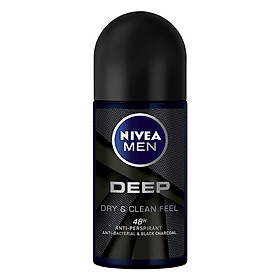 NIVEA
MEN
DEEP
DRY & CLEAN FEEL
48H
ANTI-PERSPIRANT
ANTI-BACTERIAL & BLACK CHARCOAL